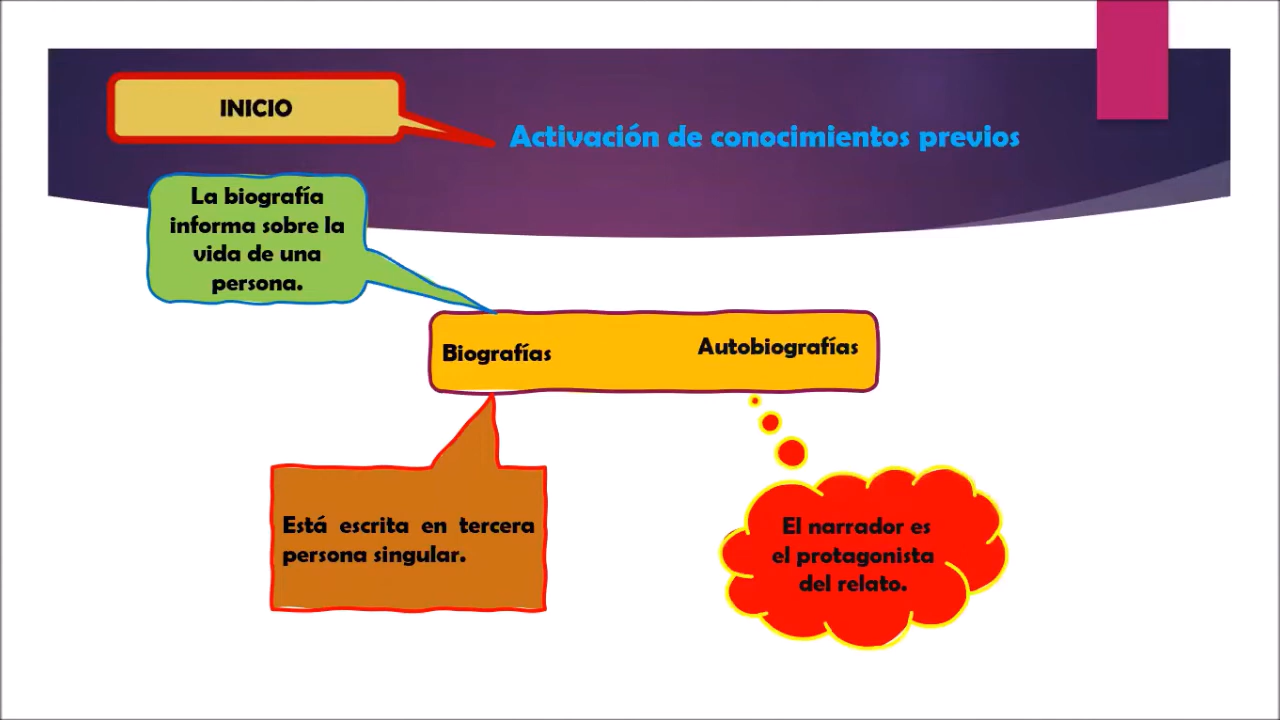 INICIO
Activación de conocimientos previos
La biografía
informa sobre la
vida de una
persona.
Biografías
Autobiografías
Está escrita en tercera
persona singular.
El narrador es
el protagonista
del relato.